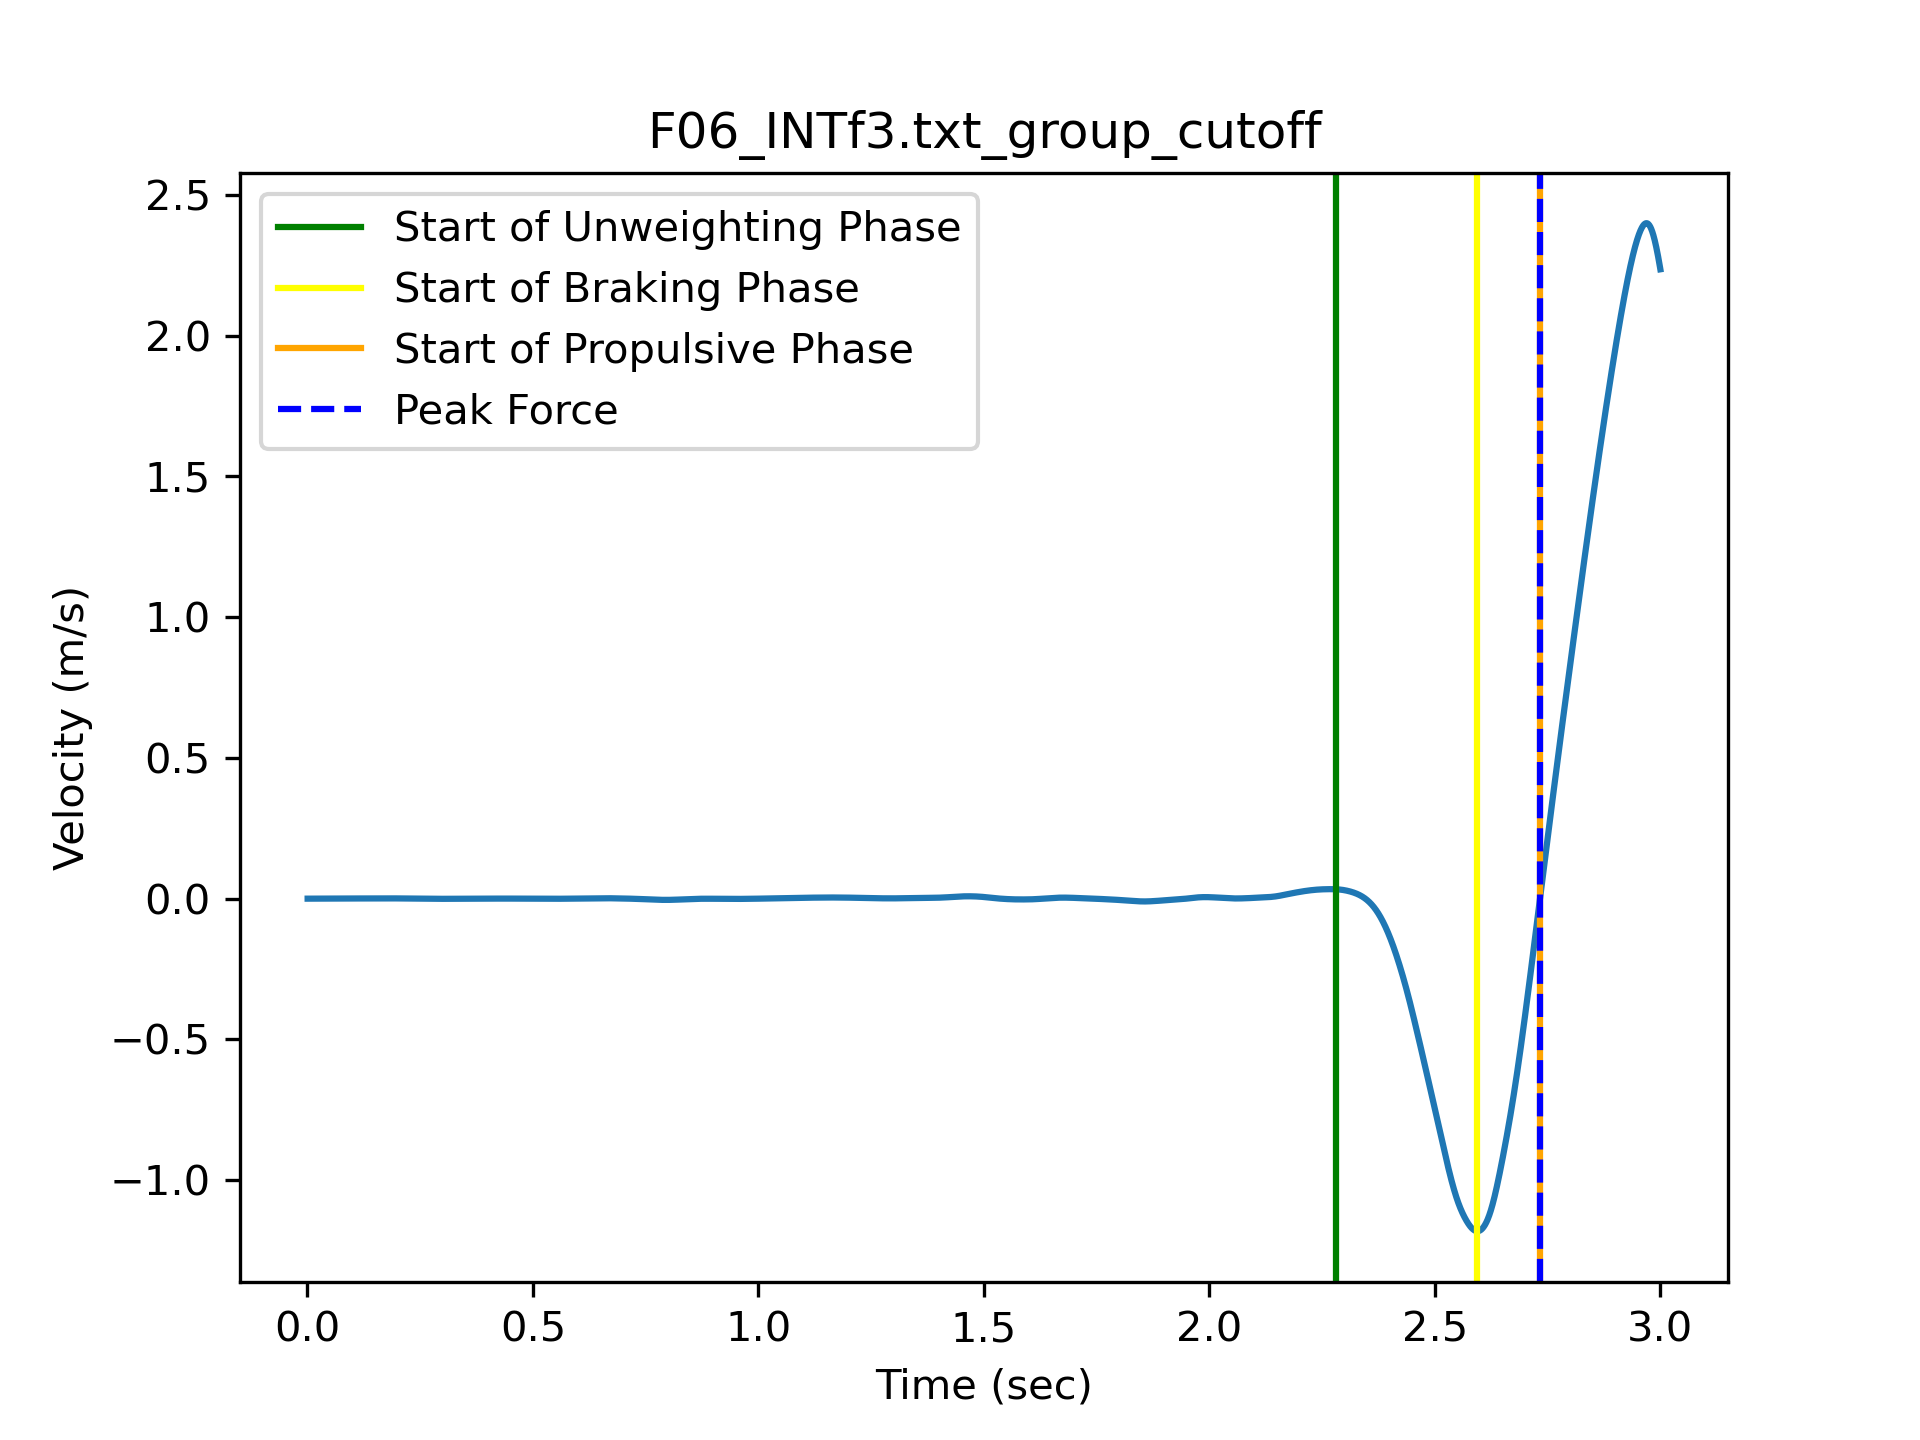 F06_INTf3.txt_group_cutoff
2.5
2.0
1.5
1.0
0.5
0.0
−0.5
−1.0
Velocity (m/s)
Start of Unweighting Phase
Start of Braking Phase
Start of Propulsive Phase
Peak Force
0.0 0.5 1.0 1.5 2.0 2.5 3.0
Time (sec)